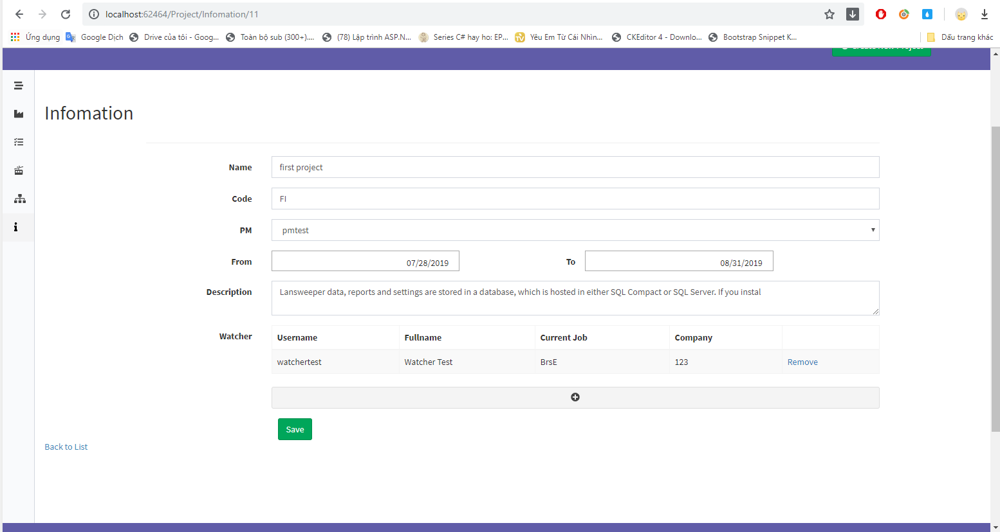 localhost:62464/Project/Infomation/11
Ứng dụng Google Dịch Drive của tôi - Goog... Toàn bộ sub (300+).... (78) Lập trình ASP.N... Series C# hay ho: EP... Yêu Em Từ Cái Nhìn... CKEditor 4 - Downlo... Bootstrap Snippet K... Dấu trang khác
Infomation
Name first project
Code FI
PM pmtest
From 07/28/2019 To 08/31/2019
Description Lansweeper data, reports and settings are stored in a database, which is hosted in either SQL Compact or SQL Server. If you instal
Watcher Username Fullname Current Job Company
watchertest Watcher Test BrsE 123 Remove
Save
Back to List